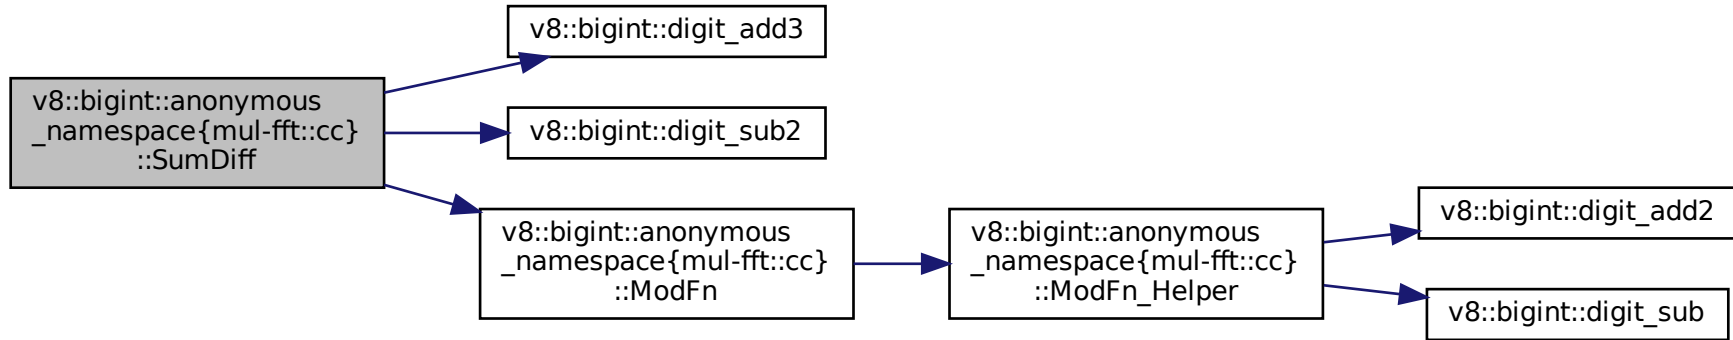 v8::bigint::digit_add3
v8::bigint::anonymous
_namespace{mul-fft::cc}
::SumDiff
v8::bigint::digit_sub2
v8::bigint::anonymous
_namespace{mul-fft::cc}
::ModFn
v8::bigint::anonymous
_namespace{mul-fft::cc}
::ModFn_Helper
v8::bigint::digit_add2
v8::bigint::digit_sub